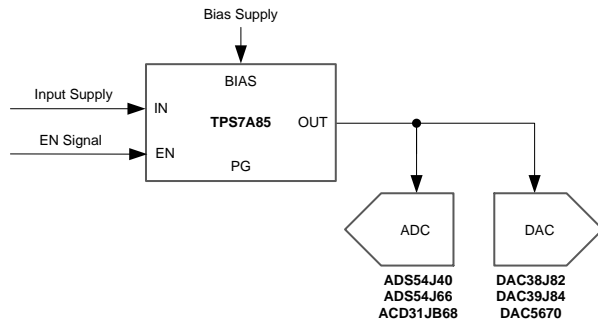 Bias Supply
BIAS
Input Supply
IN
TPS7A85
OUT
EN Signal
EN
PG
ADC
DAC
ADS54J40
ADS54J66
ACD31JB68
DAC38J82
DAC39J84
DAC5670